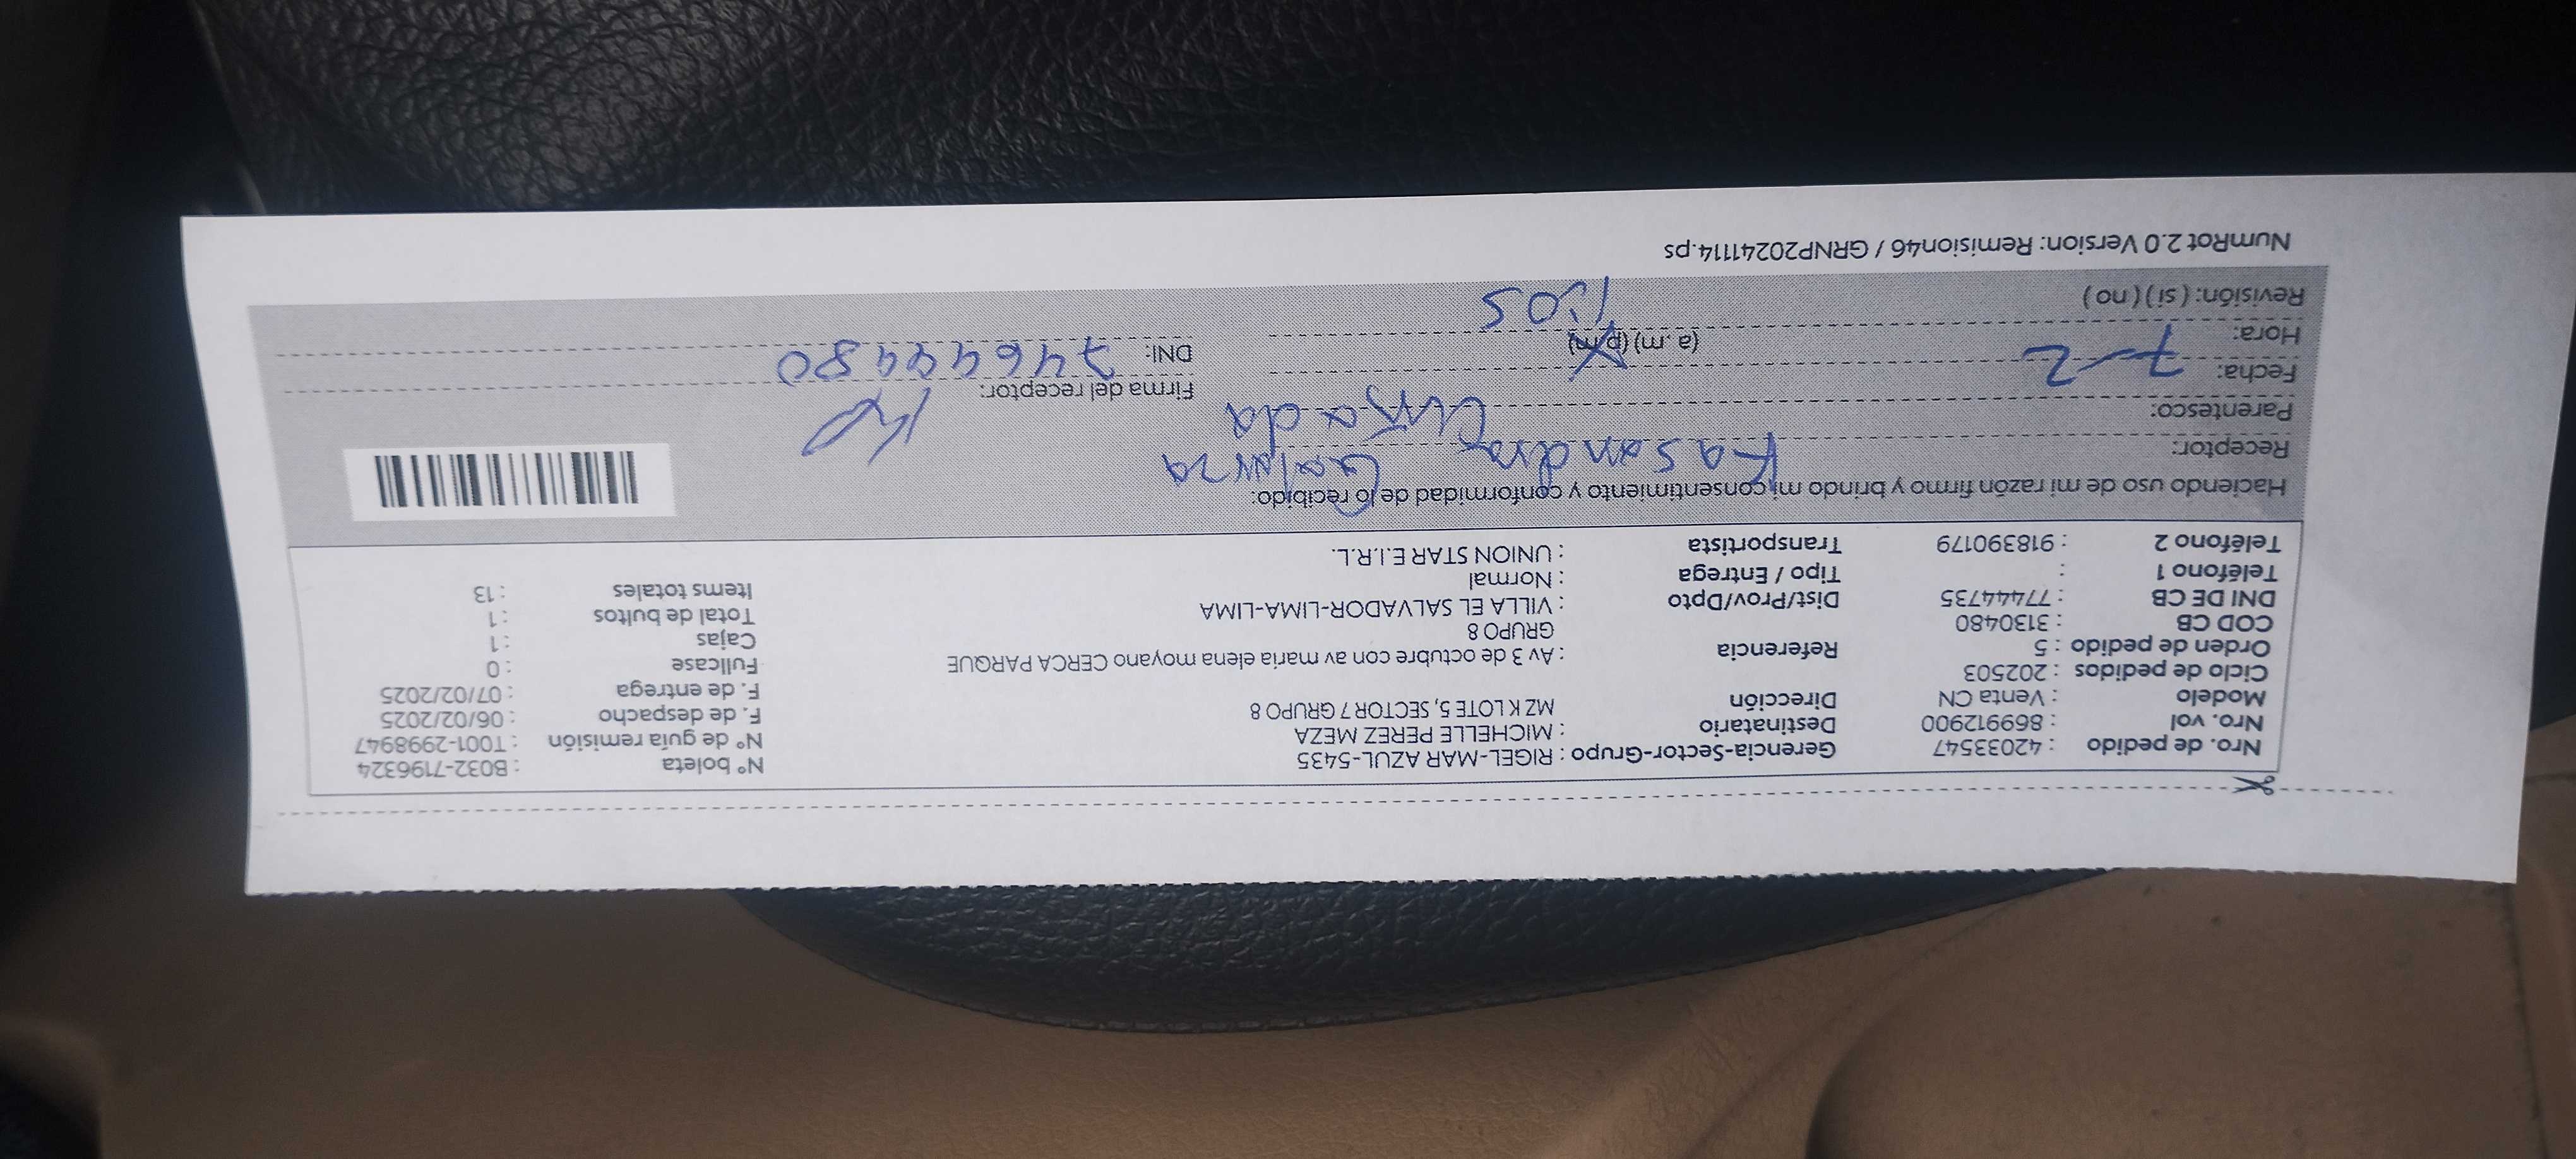 Nro. de pedido : 42033547 Gerencia-Sector-Grupo : RIGEL-MAR AZUL-5435 N° boleta : B032-7196324
Nro. vol : 869912900 Destinatario : MICHELLE PEREZ MEZA N° de guía remisión : T001-2998947
Modelo : Venta CN Dirección MZ K LOTE 5, SECTOR 7 GRUPO 8 F. de despacho : 06/02/2025
Ciclo de pedidos : 202503 F. de entrega : 07/02/2025
Orden de pedido : 5 Referencia : Av 3 de octubre con av maría elena moyano CERCA PARQUE Fullcase : 0
COD CB : 3130480 GRUPO 8 Cajas : 1
DNI DE CB : 77444735 Dist/Prov/Dpto : VILLA EL SALVADOR-LIMA-LIMA Total de bultos : 1
Teléfono 1 : Tipo / Entrega : Normal Items totales : 13
Teléfono 2 : 918390179 Transportista : UNION STAR E.I.R.L.
Haciendo uso de mi razón firmo y brindo mi consentimiento y conformidad de lo recibido:
Receptor: Kasandra
Parentesco: Cuñada Firma del receptor:
Fecha: 7-2 DNI:
Hora: (a.m) (p.m) 1:05
Revisión: ( si ) ( no )
NumRot 2.0 Version: Remision46 / GRNP20241114.ps